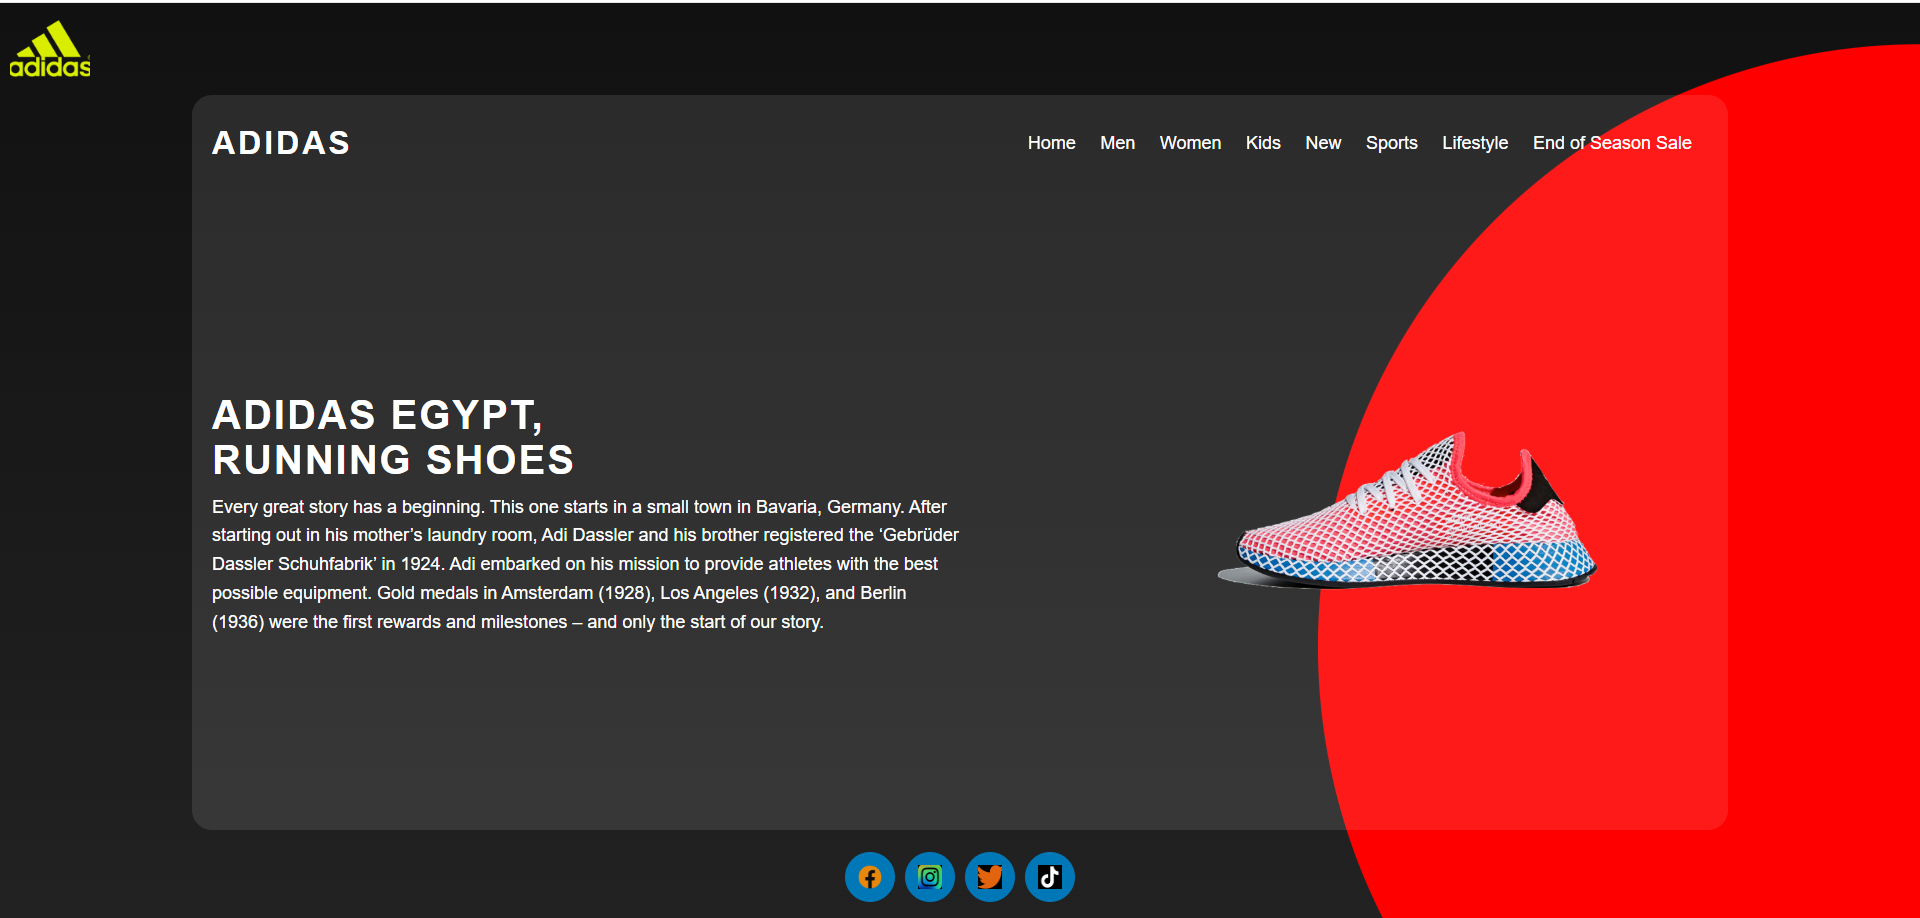 adidas
ADIDAS
Home Men Women Kids New Sports Lifestyle End of Season Sale
ADIDAS EGYPT,
RUNNING SHOES
Every great story has a beginning. This one starts in a small town in Bavaria, Germany. After
starting out in his mother’s laundry room, Adi Dassler and his brother registered the ‘Gebrüder
Dassler Schuhfabrik’ in 1924. Adi embarked on his mission to provide athletes with the best
possible equipment. Gold medals in Amsterdam (1928), Los Angeles (1932), and Berlin
(1936) were the first rewards and milestones – and only the start of our story.